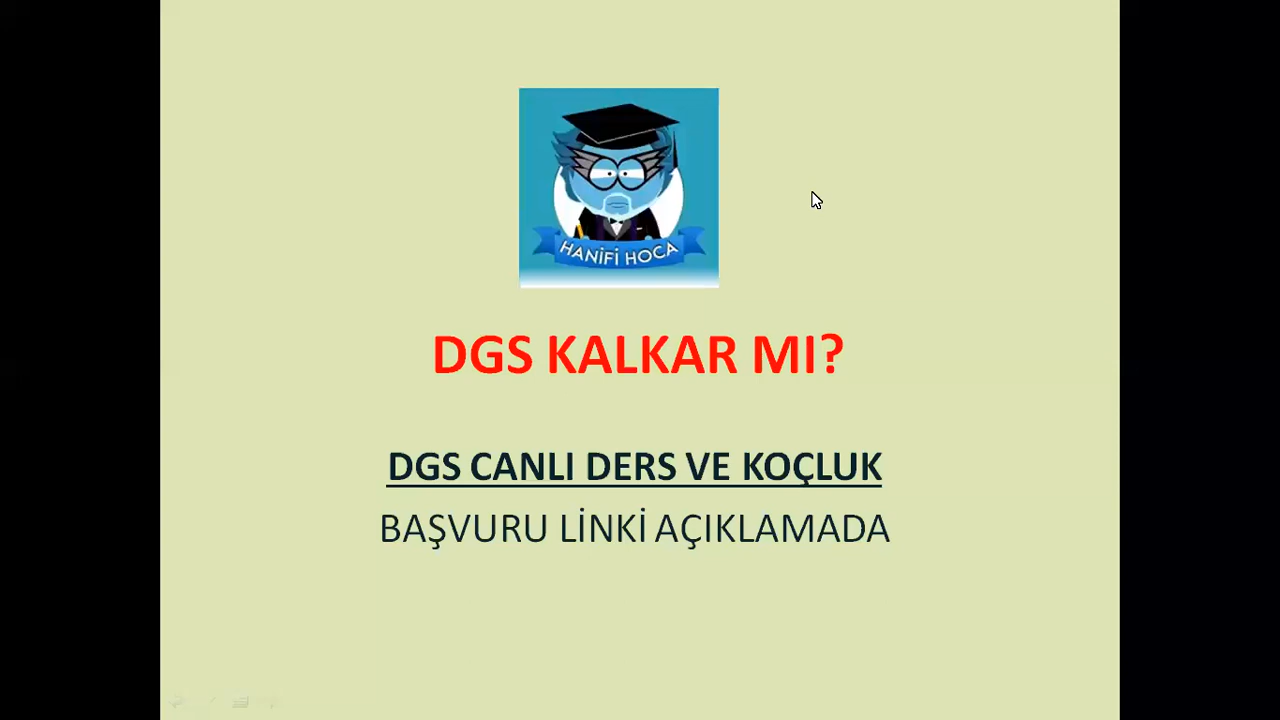 HANİFİ HOCA
DGS KALKAR MI?
DGS CANLI DERS VE KOÇLUK
BAŞVURU LİNKİ AÇIKLAMADA